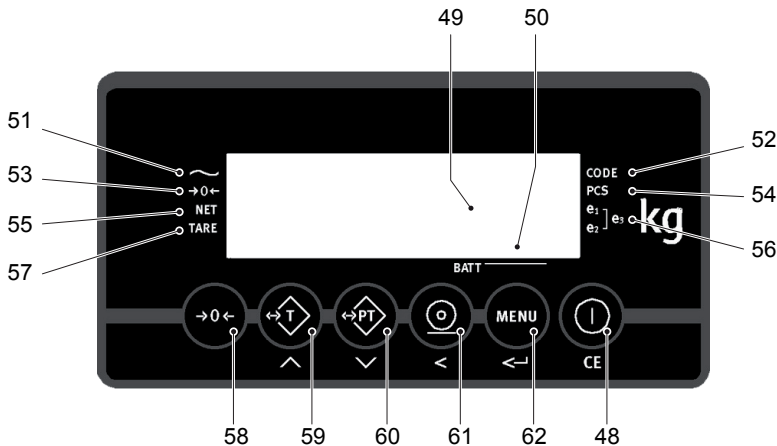 49 50
51 52
53 54
55 56
57
CODE
→0← PCS
NET e₁ ] e₃ kg
TARE e₂
BATT
→0← ↔T ↔PT MENU
< ↵ CE
58 59 60 61 62 48